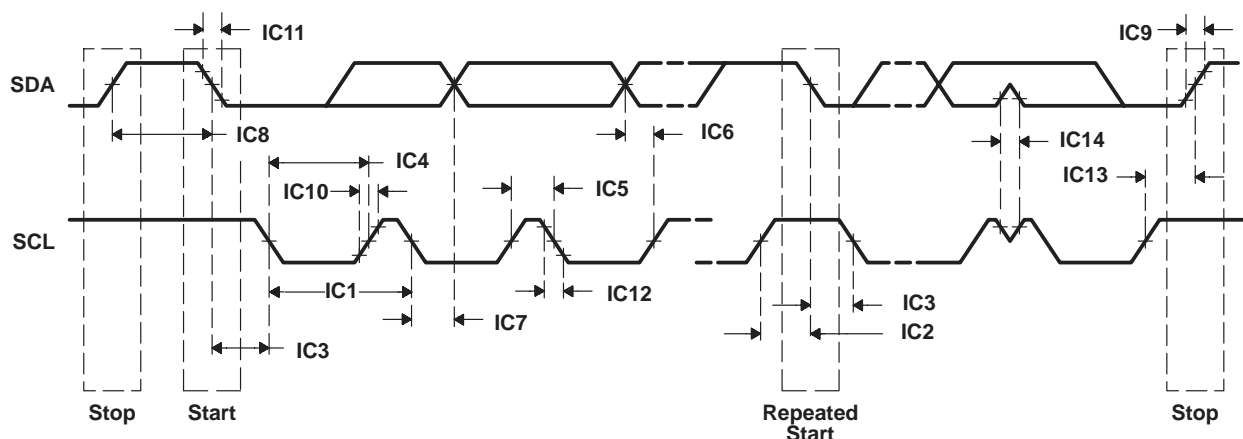 IC11
IC9
SDA
IC8
IC6
IC4
IC14
IC10
IC5
IC13
SCL
IC1
IC12
IC7
IC3
IC3
IC2
Stop
Start
Repeated
Start
Stop